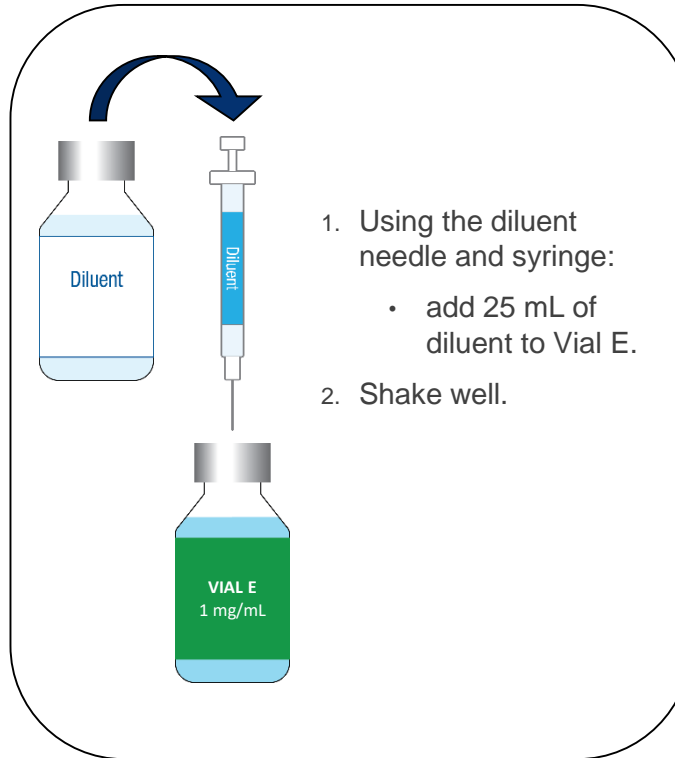 Diluent
Diluent
1. Using the diluent
needle and syringe:
• add 25 mL of
diluent to Vial E.
2. Shake well.
VIAL E
1 mg/mL